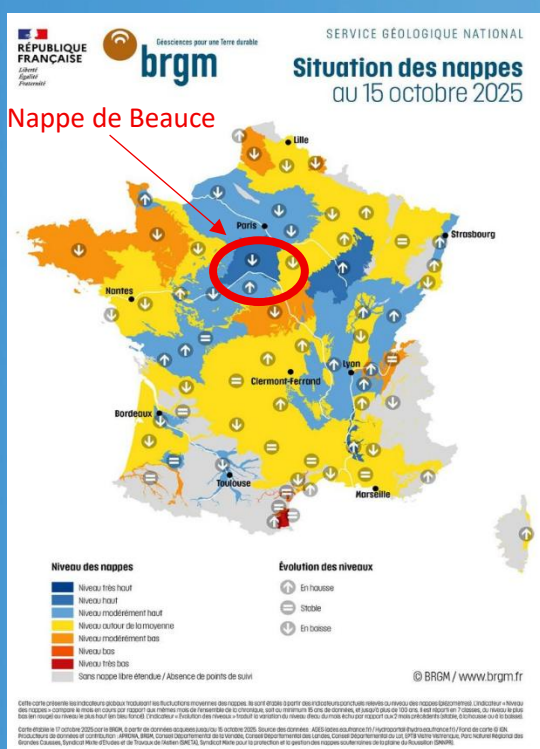 RÉPUBLIQUE
FRANÇAISE
Liberté
Égalité
Fraternité
Géosciences pour une Terre durable
brgm
SERVICE GÉOLOGIQUE NATIONAL
Situation des nappes
au 15 octobre 2025
Nappe de Beauce
Lille
Paris
Strasbourg
Nantes
Clermont-Ferrand
Lyon
Bordeaux
Toulouse
Marseille
Niveau des nappes
Niveau très haut
Niveau haut
Niveau modérément haut
Niveau autour de la moyenne
Niveau modérément bas
Niveau bas
Niveau très bas
Sans nappe libre étendue / Absence de points de suivi
Évolution des niveaux
En hausse
Stable
En baisse
© BRGM / www.brgm.fr